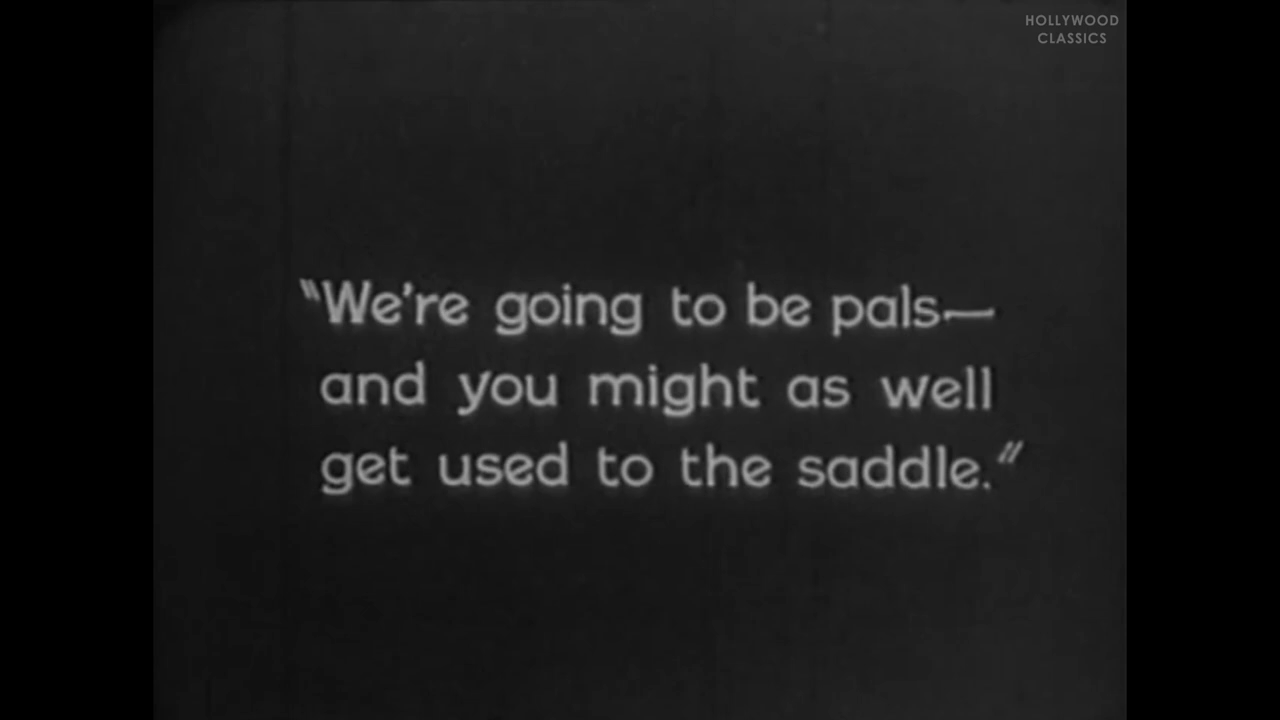 HOLLYWOOD
CLASSICS
"We're going to be pals—
and you might as well
get used to the saddle."